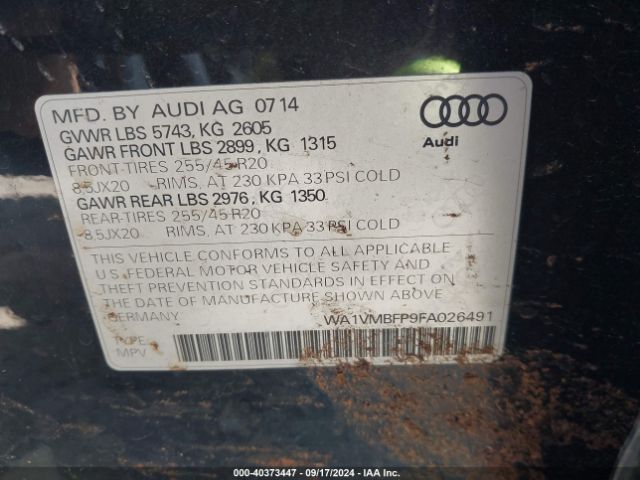 MFD. BY AUDI AG 0714
GVWR LBS 5743, KG 2605
GAWR FRONT LBS 2899, KG 1315
FRONT-TIRES 255/45 R20
8.5JX20 RIMS, AT 230 KPA 33 PSI COLD
GAWR REAR LBS 2976, KG 1350
REAR-TIRES 255/45 R20
8.5JX20 RIMS, AT 230 KPA 33 PSI COLD
Audi
THIS VEHICLE CONFORMS TO ALL APPLICABLE
U.S. FEDERAL MOTOR VEHICLE SAFETY AND
THEFT PREVENTION STANDARDS IN EFFECT ON
THE DATE OF MANUFACTURE SHOWN ABOVE
GERMANY WA1VMBFP9FA026491
TYPE:
MPV
000-40373447 - 09/17/2024 - IAA Inc.